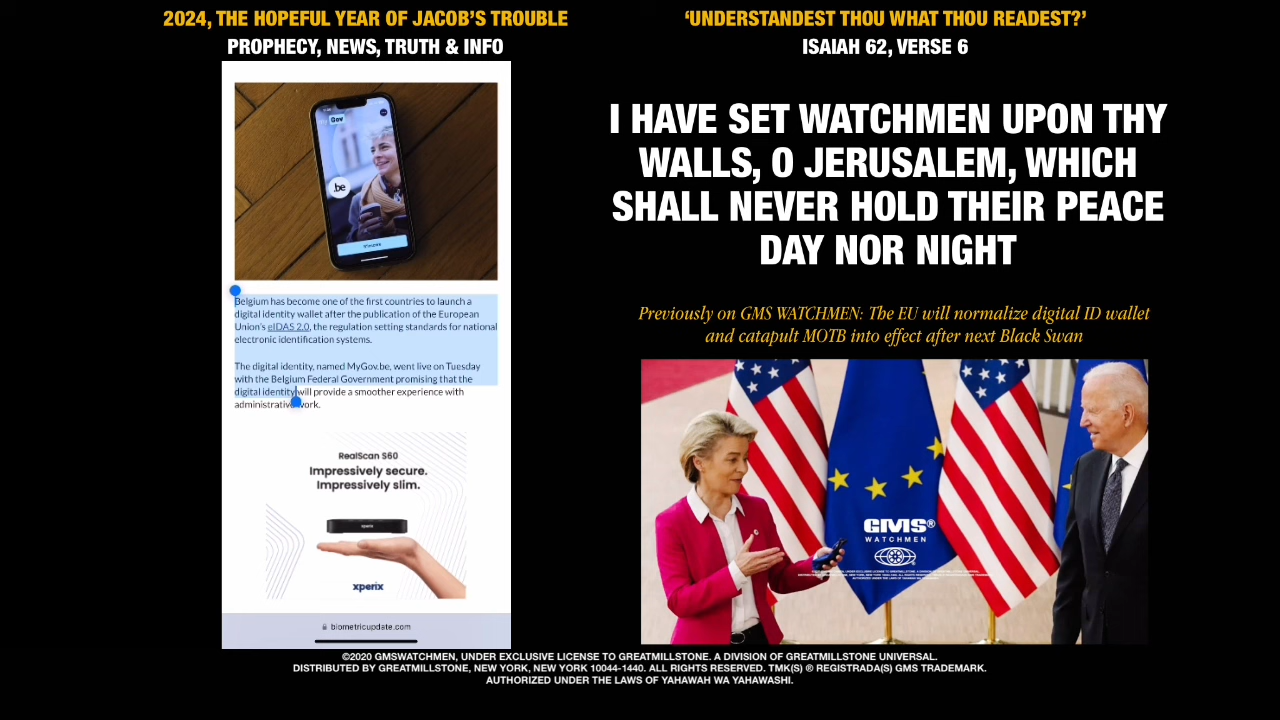 2024, THE HOPEFUL YEAR OF JACOB'S TROUBLE
PROPHECY, NEWS, TRUTH & INFO
Gov
.be
Belgium has become one of the first countries to launch a
digital identity wallet after the publication of the European
Union's eIDAS 2.0, the regulation setting standards for national
electronic identification systems.
The digital identity, named MyGov.be, went live on Tuesday
with the Belgium Federal Government promising that the
digital identity will provide a smoother experience with
administrative work.
RealScan S60
Impressively secure.
Impressively slim.
xperix
xperix
biometricupdate.com
'UNDERSTANDEST THOU WHAT THOU READEST?'
ISAIAH 62, VERSE 6
I HAVE SET WATCHMEN UPON THY
WALLS, O JERUSALEM, WHICH
SHALL NEVER HOLD THEIR PEACE
DAY NOR NIGHT
Previously on GMS WATCHMEN: The EU will normalize digital ID wallet
and catapult MOTB into effect after next Black Swan
GMS®
WATCHMEN
©2020 GMSWATCHMEN, UNDER EXCLUSIVE LICENSE TO GREATMILLSTONE. A DIVISION OF GREATMILLSTONE UNIVERSAL.
DISTRIBUTED BY GREATMILLSTONE, NEW YORK, NEW YORK 10044-1440. ALL RIGHTS RESERVED. TMK(S) ® REGISTRADA(S) GMS TRADEMARK.
AUTHORIZED UNDER THE LAWS OF YAHAWAH WA YAHAWASHI.